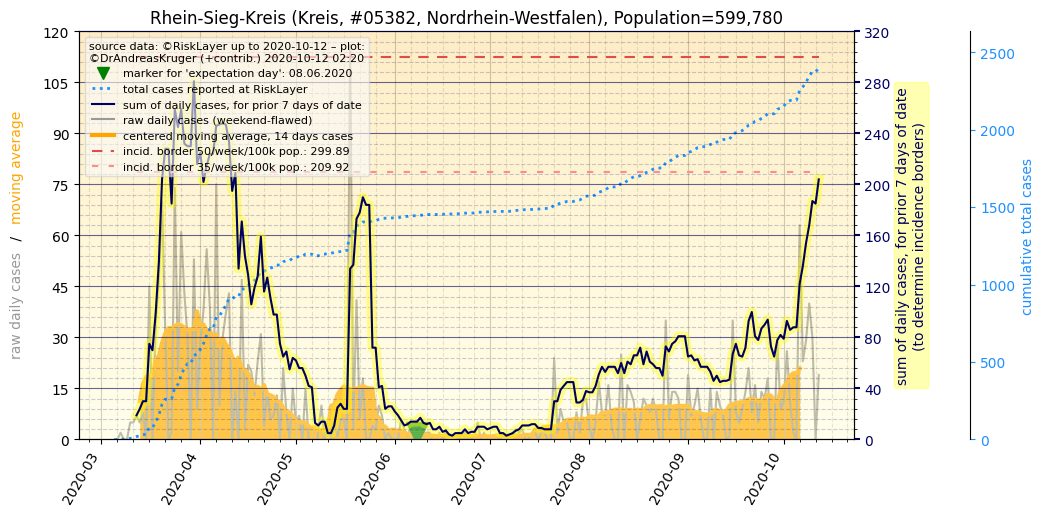 Rhein-Sieg-Kreis (Kreis, #05382, Nordrhein-Westfalen), Population=599,780
source data: ©RiskLayer up to 2020-10-12 – plot:
©DrAndreasKruger (+contrib.) 2020-10-12 02:20
marker for 'expectation day': 08.06.2020
total cases reported at RiskLayer
sum of daily cases, for prior 7 days of date
raw daily cases (weekend-flawed)
centered moving average, 14 days cases
incid. border 50/week/100k pop.: 299.89
incid. border 35/week/100k pop.: 209.92
raw daily cases / moving average
120
105
90
75
60
45
30
15
0
2020-03
2020-04
2020-05
2020-06
2020-07
2020-08
2020-09
2020-10
320
280
240
200
160
120
80
40
0
sum of daily cases, for prior 7 days of date
(to determine incidence borders)
2500
2000
1500
1000
500
0
cumulative total cases